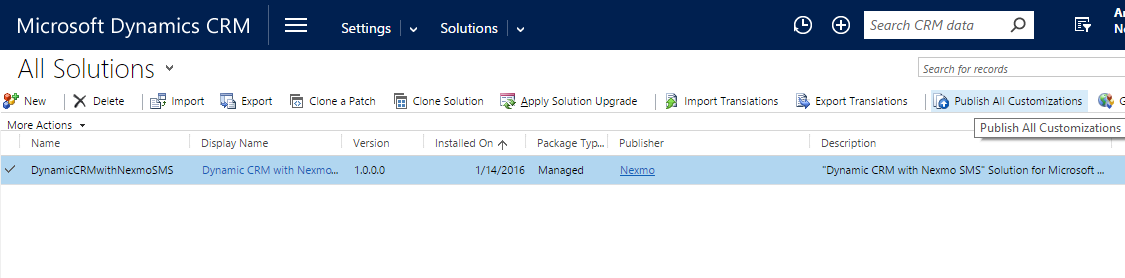 Microsoft Dynamics CRM Settings Solutions Search CRM data
All Solutions Search for records
New Delete Import Export Clone a Patch Clone Solution Apply Solution Upgrade Import Translations Export Translations Publish All Customizations
More Actions Publish All Customizations
Name Display Name Version Installed On Package Typ... Publisher Description
DynamicCRMwithNexmoSMS Dynamic CRM with Nexmo... 1.0.0.0 1/14/2016 Managed Nexmo "Dynamic CRM with Nexmo SMS" Solution for Microsoft ...